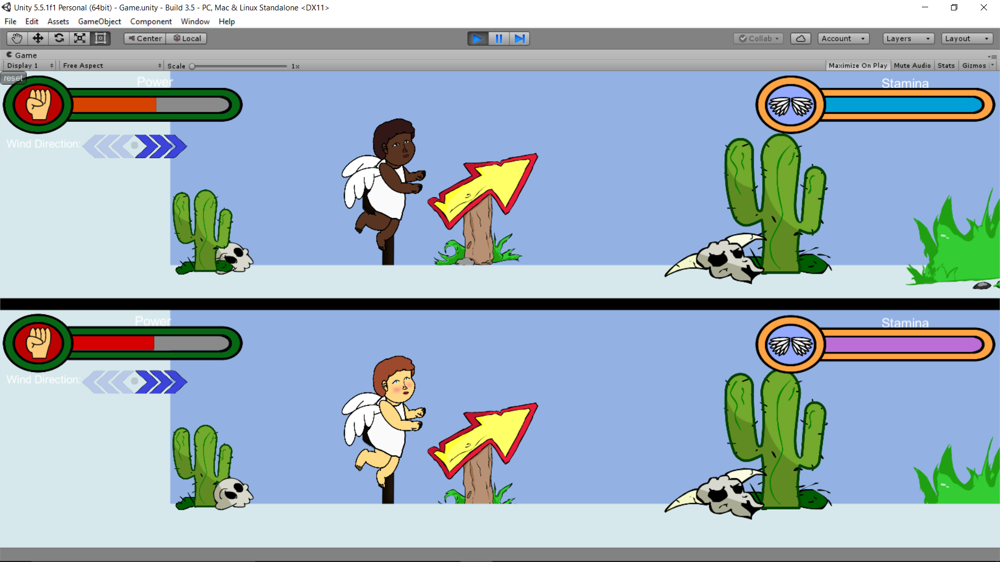 Unity 5.5.1f1 Personal (64bit) - Game.unity - Build 3.5 - PC, Mac & Linux Standalone <DX11>
File Edit Assets GameObject Component Window Help
Center Local Collab Account Layers Layout
Game
Display 1 Free Aspect Scale 1x Maximize On Play Mute Audio Stats Gizmos
reset
Power Stamina
Wind Direction:
Power Stamina
Wind Direction: